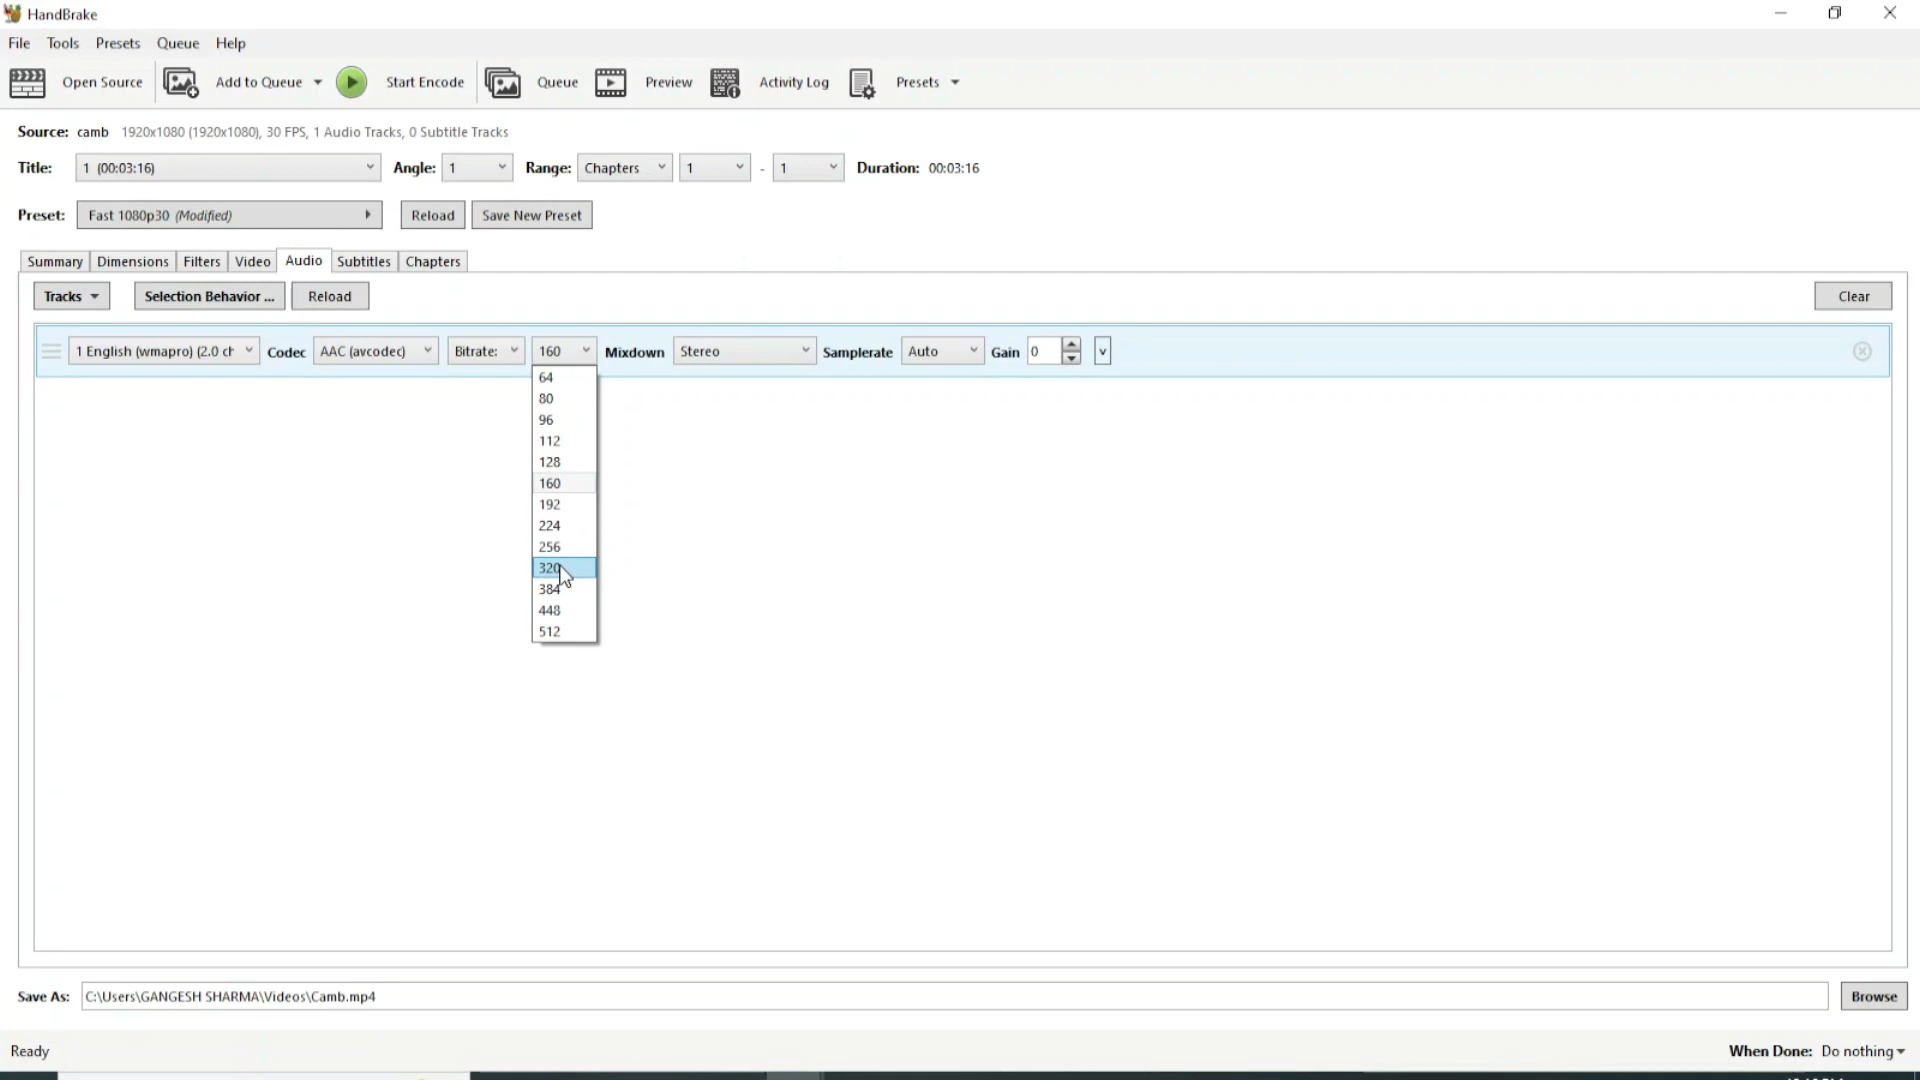 HandBrake
File Tools Presets Queue Help
Open Source Add to Queue Start Encode Queue Preview Activity Log Presets
Source: camb 1920x1080 (1920x1080), 30 FPS, 1 Audio Tracks, 0 Subtitle Tracks
Title: 1 (00:03:16) Angle: 1 Range: Chapters 1 - 1 Duration: 00:03:16
Preset: Fast 1080p30 (Modified) Reload Save New Preset
Summary Dimensions Filters Video Audio Subtitles Chapters
Tracks Selection Behavior ... Reload Clear
1 English (wmapro) (2.0 ch Codec AAC (avcodec) Bitrate: 160 Mixdown Stereo Samplerate Auto Gain 0
64
80
96
112
128
160
192
224
256
320
384
448
512
Save As: C:\Users\GANGESH SHARMA\Videos\Camb.mp4 Browse
Ready When Done: Do nothing